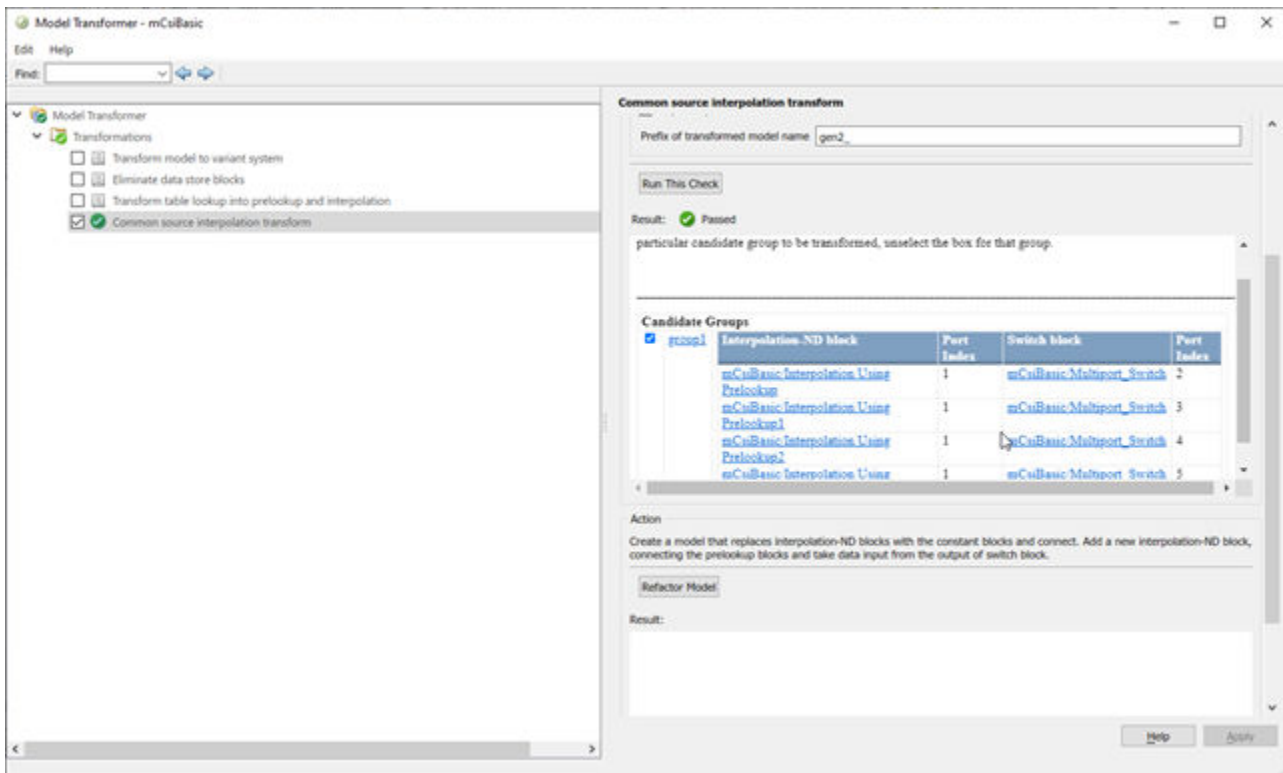 Model Transformer - mCsiBasic
Edit Help
Find:
Model Transformer
Transformations
Transform model to variant system
Eliminate data store blocks
Transform table lookup into prelookup and interpolation
Common source interpolation transform
Common source interpolation transform
Prefix of transformed model name gen2_
Run This Check
Result: Passed
particular candidate group to be transformed, unselect the box for that group.
Candidate Groups
group1 Interpolation-ND block Port Index Switch block Port Index
mCsiBasic/Interpolation Using Prelookup 1 mCsiBasic/Multiport_Switch 2
mCsiBasic/Interpolation Using Prelookup1 1 mCsiBasic/Multiport_Switch 3
mCsiBasic/Interpolation Using Prelookup2 1 mCsiBasic/Multiport_Switch 4
mCsiBasic/Interpolation Using 1 mCsiBasic/Multiport_Switch 5
Action
Create a model that replaces interpolation-ND blocks with the constant blocks and connect. Add a new interpolation-ND block,
connecting the prelookup blocks and take data input from the output of switch block.
Refactor Model
Result:
Help Apply